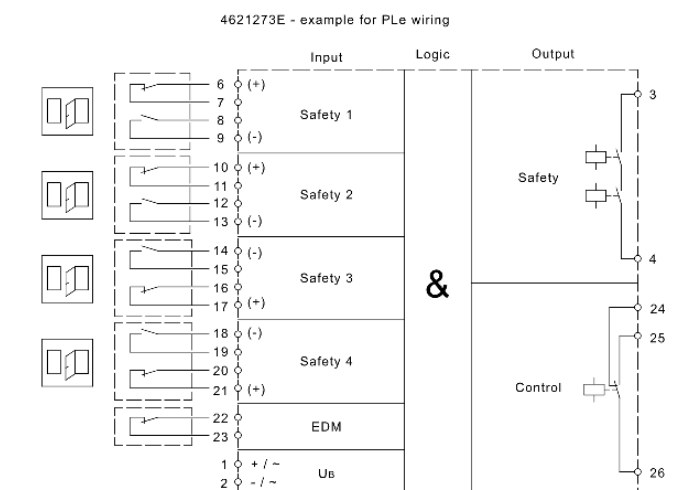 4621273E - example for PLe wiring
Input Logic Output
6 (+)
7
8
9 (-)
Safety 1
10 (+)
11
12
13 (-)
Safety 2
14 (-)
15
16
17 (+)
Safety 3
18 (-)
19
20
21 (+)
Safety 4
22
23
EDM
1 + / ~
2 - / ~
UB
&
3
Safety
4
24
25
Control
26